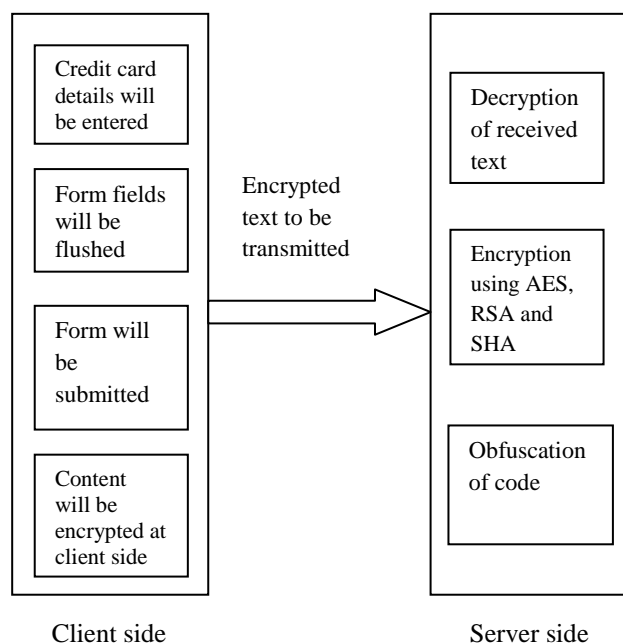 Credit card
details will
be entered
Form fields
will be
flushed
Form will
be
submitted
Content
will be
encrypted at
client side
Client side
Encrypted
text to be
transmitted
Decryption
of received
text
Encryption
using AES,
RSA and
SHA
Obfuscation
of code
Server side